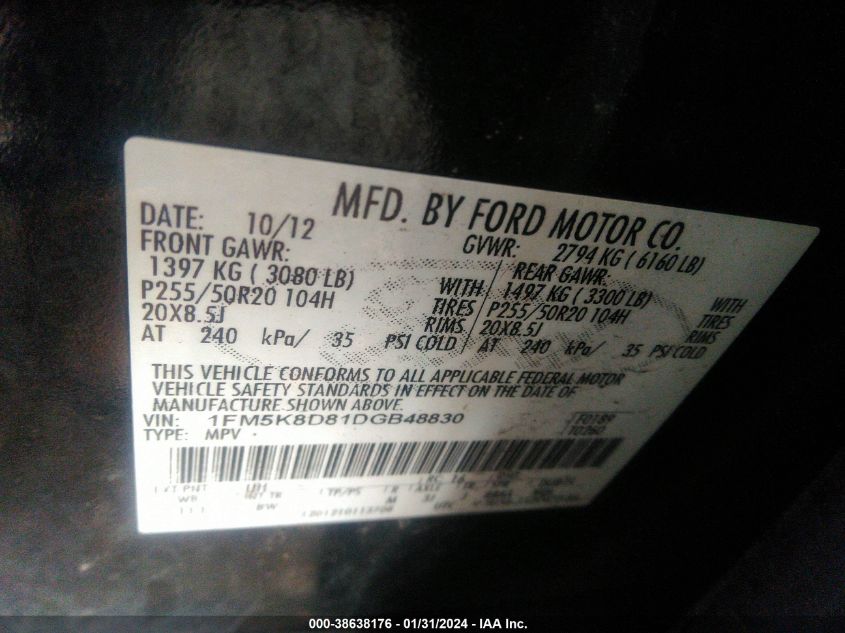 MFD. BY FORD MOTOR CO.
DATE: 10/12 GVWR: 2794 KG ( 6160 LB)
FRONT GAWR: REAR GAWR:
1397 KG ( 3080 LB) WITH 1497 KG ( 3300 LB) WITH
P255/50R20 104H TIRES P255/50R20 104H TIRES
20X8.5J RIMS 20X8.5J RIMS
AT 240 kPa/ 35 PSI COLD AT 240 kPa/ 35 PSI COLD
THIS VEHICLE CONFORMS TO ALL APPLICABLE FEDERAL MOTOR
VEHICLE SAFETY STANDARDS IN EFFECT ON THE DATE OF
MANUFACTURE SHOWN ABOVE.
VIN: 1FM5K8D81DGB48830 F0189
TYPE: MPV
EXT PNT
000-38638176 - 01/31/2024 - IAA Inc.